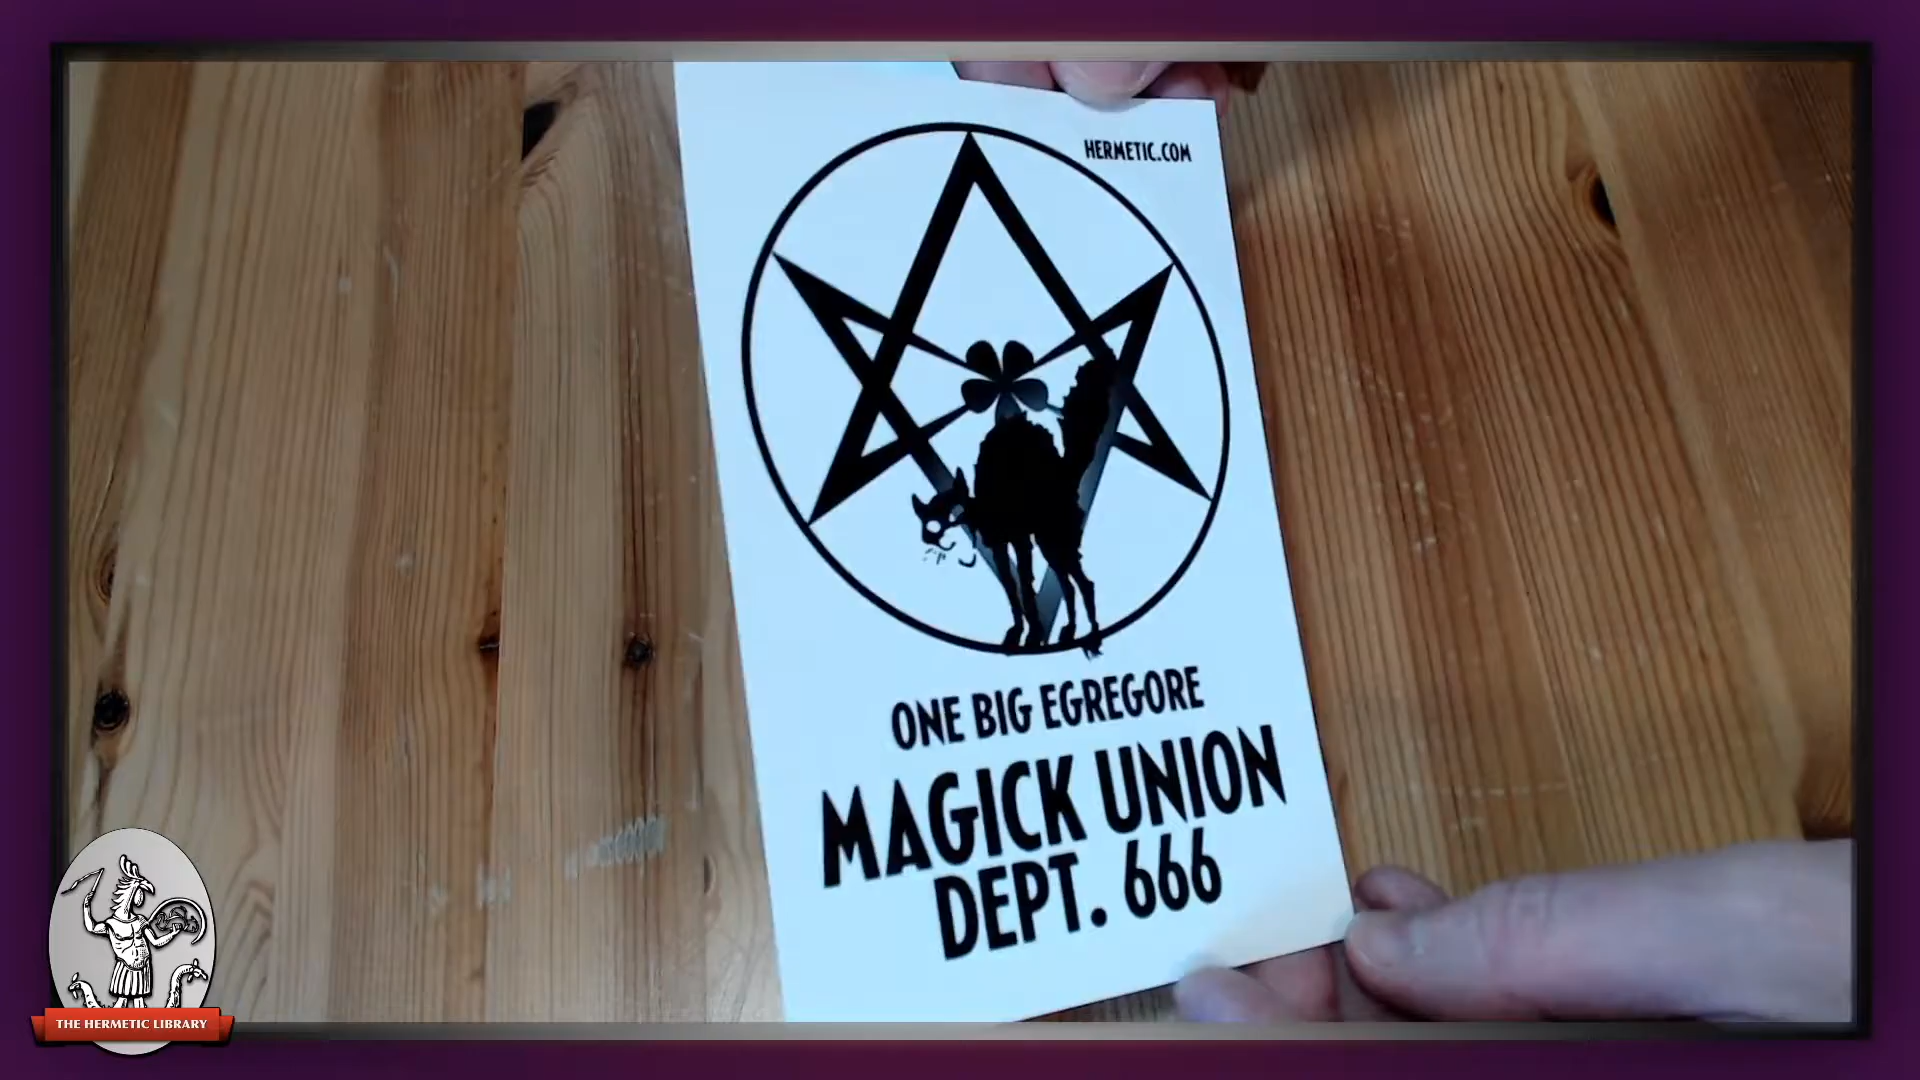 HERMETIC.COM
ONE BIG EGREGORE
MAGICK UNION
DEPT. 666
THE HERMETIC LIBRARY